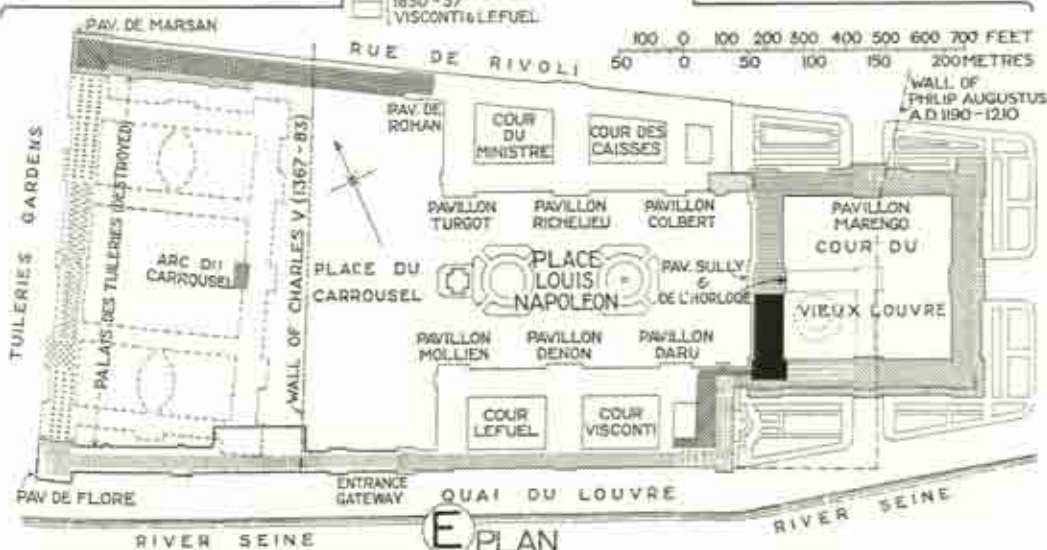 VISCONTI & LEFUEL
PAV. DE MARSAN
RUE DE RIVOLI
100 0 100 200 300 400 500 600 700 FEET
50 0 50 100 150 200 METRES
WALL OF
PHILIP AUGUSTUS
A.D. 1190-1210
PAV. DE
ROHAN
COUR
DU
MINISTRE
COUR DES
CAISSES
TUILERIES GARDENS
PALAIS DES TUILERIES (DESTROYED)
WALL OF CHARLES V (1367-83)
PAVILLON
TURGOT
PAVILLON
RICHELIEU
PAVILLON
COLBERT
PAVILLON
MARENGO
COUR DU
VIEUX LOUVRE
ARC DU
CARROUSEL
PLACE DU
CARROUSEL
PLACE
LOUIS
NAPOLEON
PAV. SULLY
&
DE L'HORLOGE
PAVILLON
MOLLIEN
PAVILLON
DENON
PAVILLON
DARU
COUR
LEFUEL
COUR
VISCONTI
PAV DE FLORE
ENTRANCE
GATEWAY
QUAI DU LOUVRE
RIVER SEINE
RIVER SEINE
E PLAN